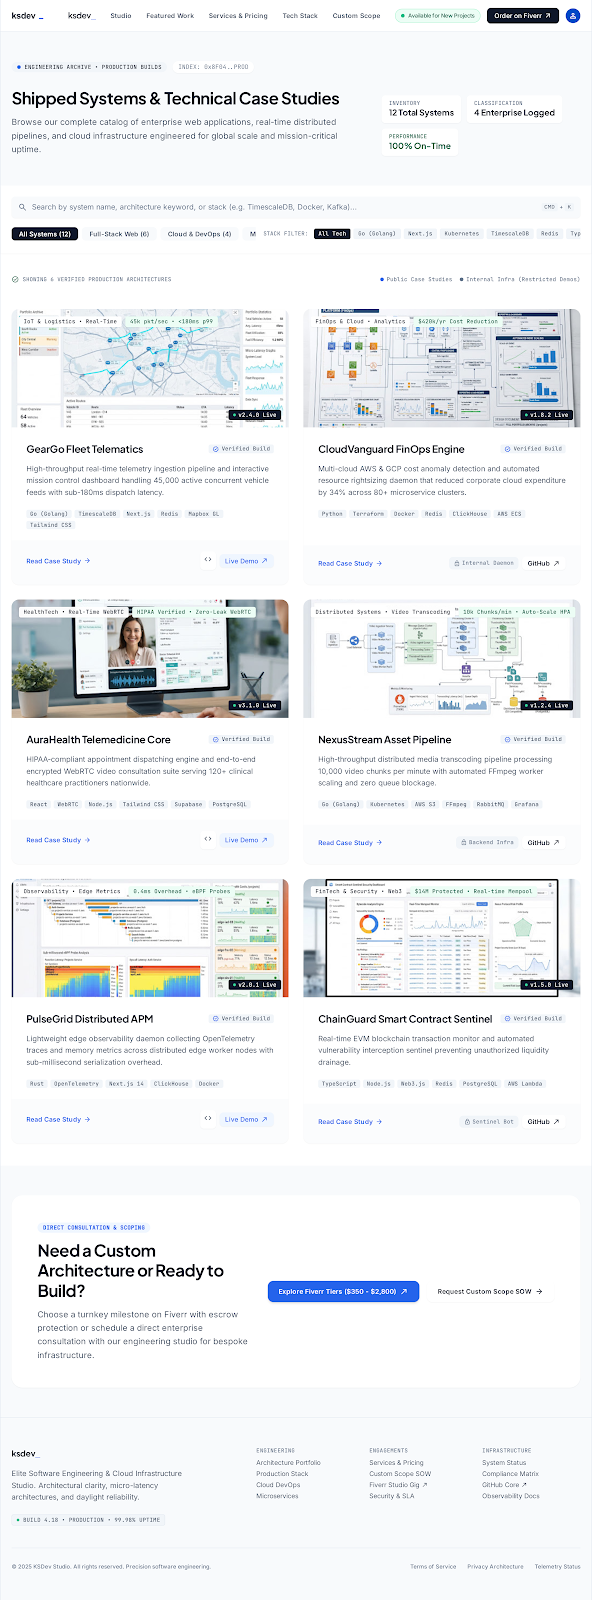 ksdev _
ksdev_
Studio
Featured Work
Services & Pricing
Tech Stack
Custom Scope
Available for New Projects
Order on Fiverr ↗
ENGINEERING ARCHIVE • PRODUCTION BUILDS
INDEX: 0x8F04..PROD
Shipped Systems & Technical Case Studies
Browse our complete catalog of enterprise web applications, real-time distributed
pipelines, and cloud infrastructure engineered for global scale and mission-critical
uptime.
INVENTORY
12 Total Systems
CLASSIFICATION
4 Enterprise Logged
PERFORMANCE
100% On-Time
Search by system name, architecture keyword, or stack (e.g. TimescaleDB, Docker, Kafka)...
CMD + K
All Systems (12)
Full-Stack Web (6)
Cloud & DevOps (4)
M
STACK FILTER:
All Tech
Go (Golang)
Next.js
Kubernetes
TimescaleDB
Redis
Typ
SHOWING 6 VERIFIED PRODUCTION ARCHITECTURES
Public Case Studies
Internal Infra (Restricted Demos)
IoT & Logistics • Real-Time
45k pkt/sec • <180ms p99
v2.4.0 Live
GearGo Fleet Telematics
Verified Build
High-throughput real-time telemetry ingestion pipeline and interactive
mission control dashboard handling 45,000 active concurrent vehicle
feeds with sub-180ms dispatch latency.
Go (Golang)
TimescaleDB
Next.js
Redis
Mapbox GL
Tailwind CSS
Read Case Study →
<>
Live Demo ↗
FinOps & Cloud • Analytics
$420k/yr Cost Reduction
v1.8.2 Live
CloudVanguard FinOps Engine
Verified Build
Multi-cloud AWS & GCP cost anomaly detection and automated
resource rightsizing daemon that reduced corporate cloud expenditure
by 34% across 80+ microservice clusters.
Python
Terraform
Docker
Redis
ClickHouse
AWS ECS
Read Case Study →
Internal Daemon
GitHub ↗
HealthTech • Real-Time WebRTC
HIPAA Verified • Zero-Leak WebRTC
v3.1.0 Live
AuraHealth Telemedicine Core
Verified Build
HIPAA-compliant appointment dispatching engine and end-to-end
encrypted WebRTC video consultation suite serving 120+ clinical
healthcare practitioners nationwide.
React
WebRTC
Node.js
Tailwind CSS
Supabase
PostgreSQL
Read Case Study →
<>
Live Demo ↗
Distributed Systems • Video Transcoding
10k Chunks/min • Auto-Scale HPA
v1.2.4 Live
NexusStream Asset Pipeline
Verified Build
High-throughput distributed media transcoding pipeline processing
10,000 video chunks per minute with automated FFmpeg worker
scaling and zero queue blockage.
Go (Golang)
Kubernetes
AWS S3
FFmpeg
RabbitMQ
Grafana
Read Case Study →
Backend Infra
GitHub ↗
Observability • Edge Metrics
0.4ms Overhead • eBPF Probes
v2.0.1 Live
PulseGrid Distributed APM
Verified Build
Lightweight edge observability daemon collecting OpenTelemetry
traces and memory metrics across distributed edge worker nodes with
sub-millisecond serialization overhead.
Rust
OpenTelemetry
Next.js 14
ClickHouse
Docker
Read Case Study →
<>
Live Demo ↗
FinTech & Security • Web3
$14M Protected • Real-time Mempool
v1.5.0 Live
ChainGuard Smart Contract Sentinel
Verified Build
Real-time EVM blockchain transaction monitor and automated
vulnerability interception sentinel preventing unauthorized liquidity
drainage.
TypeScript
Node.js
Web3.js
Redis
PostgreSQL
AWS Lambda
Read Case Study →
Sentinel Bot
GitHub ↗
DIRECT CONSULTATION & SCOPING
Need a Custom
Architecture or Ready to
Build?
Choose a turnkey milestone on Fiverr with escrow
protection or schedule a direct enterprise
consultation with our engineering studio for bespoke
infrastructure.
Explore Fiverr Tiers ($350 - $2,800) ↗
Request Custom Scope SOW →
ksdev_
Elite Software Engineering & Cloud Infrastructure
Studio. Architectural clarity, micro-latency
architectures, and daylight reliability.
BUILD 4.18 • PRODUCTION • 99.98% UPTIME
ENGINEERING
Architecture Portfolio
Production Stack
Cloud DevOps
Microservices
ENGAGEMENTS
Services & Pricing
Custom Scope SOW
Fiverr Studio Gig ↗
Security & SLA
INFRASTRUCTURE
System Status
Compliance Matrix
GitHub Core ↗
Observability Docs
© 2025 KSDev Studio. All rights reserved. Precision software engineering.
Terms of Service
Privacy Architecture
Telemetry Status